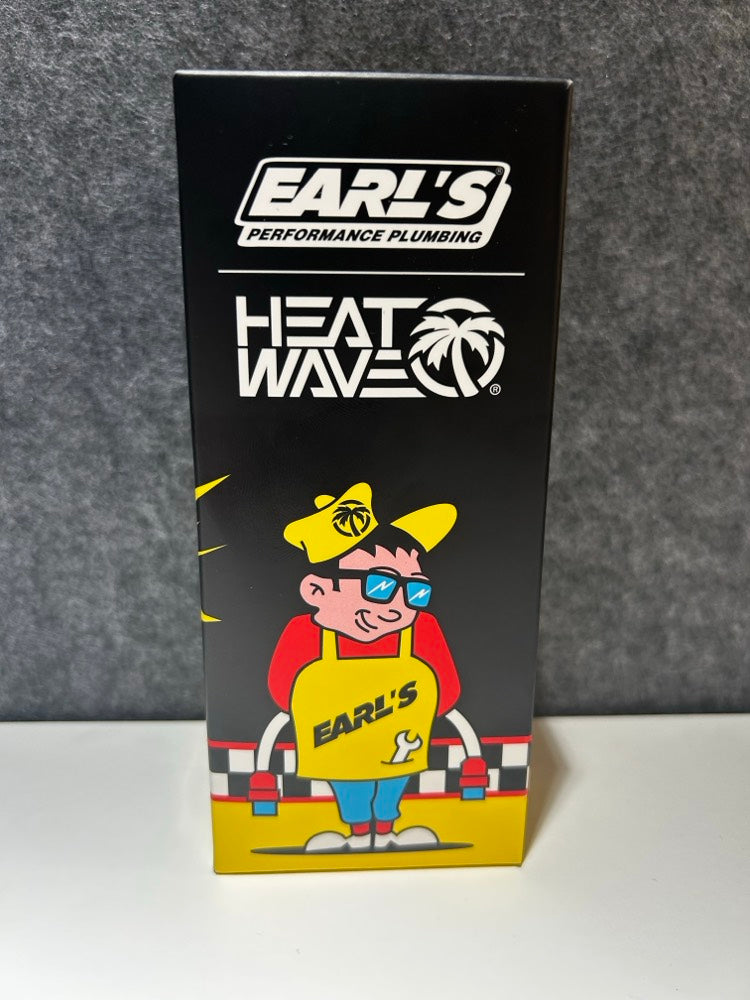 EARL'S®
PERFORMANCE PLUMBING
HEAT
WAVE®
EARL'S